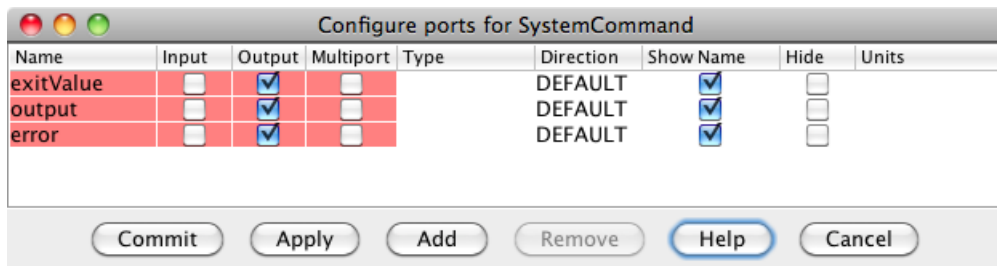 Configure ports for SystemCommand
Name Input Output Multiport Type Direction Show Name Hide Units
exitValue DEFAULT
output DEFAULT
error DEFAULT
Commit Apply Add Remove Help Cancel